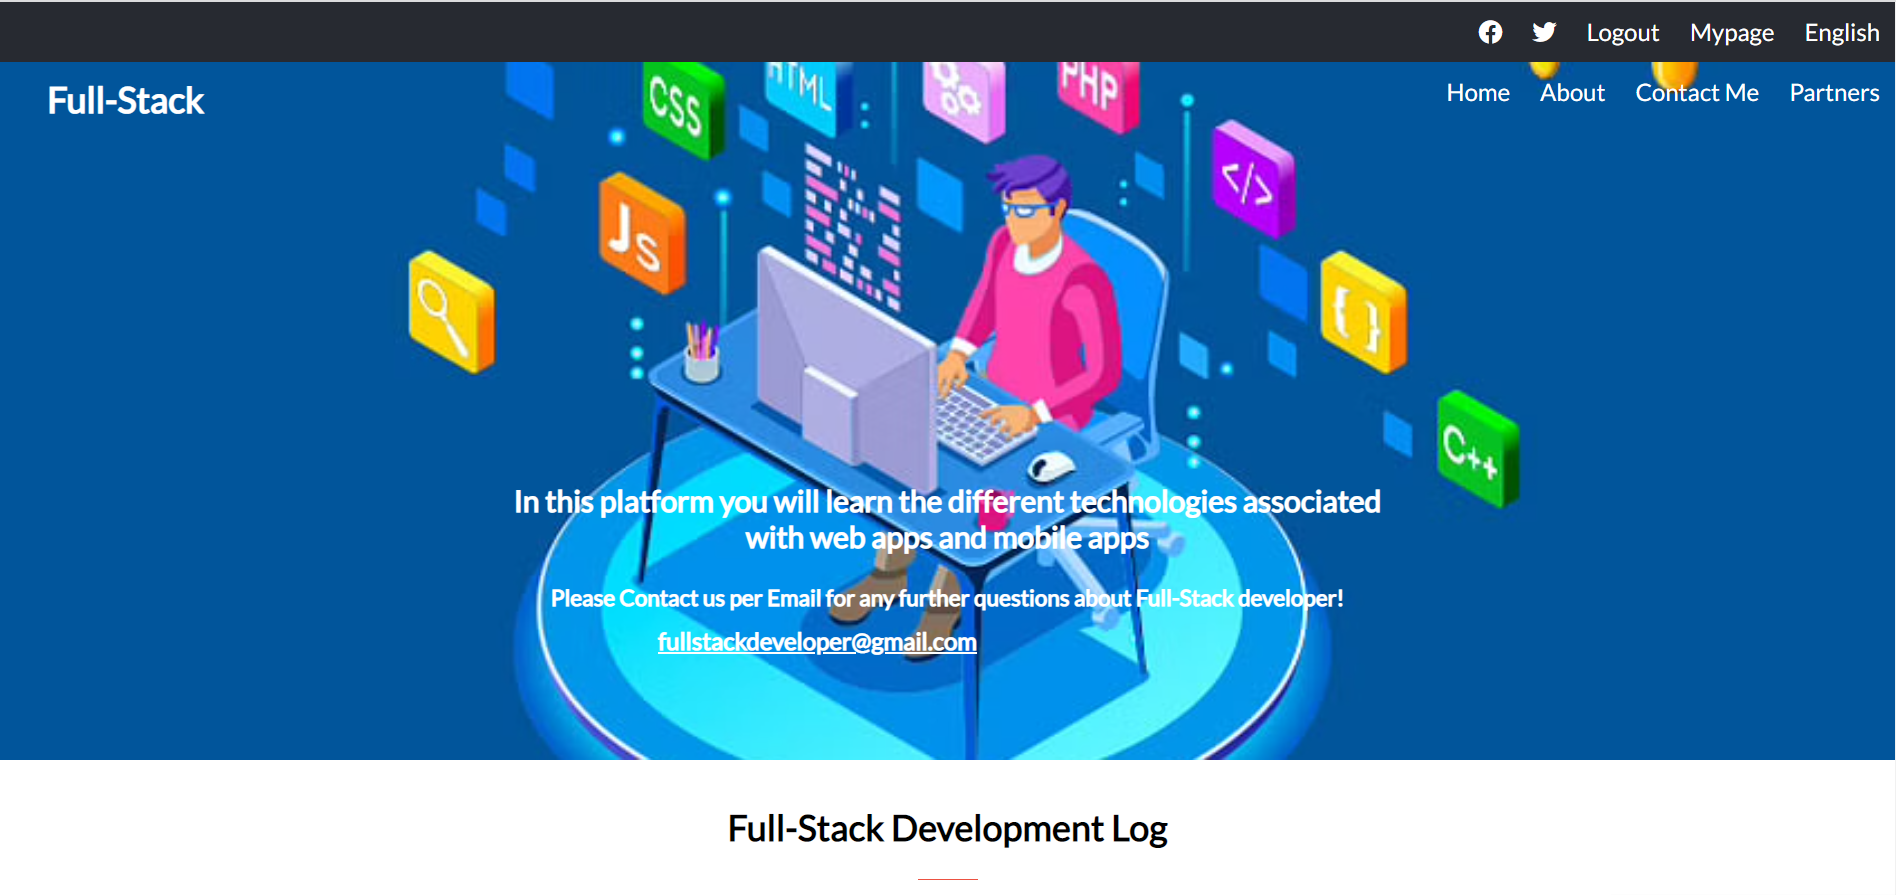 Logout Mypage English
Full-Stack
Home About Contact Me Partners
CSS
HTML
PHP
</>
JS
{ }
C++
In this platform you will learn the different technologies associated
with web apps and mobile apps
Please Contact us per Email for any further questions about Full-Stack developer!
fullstackdeveloper@gmail.com
Full-Stack Development Log